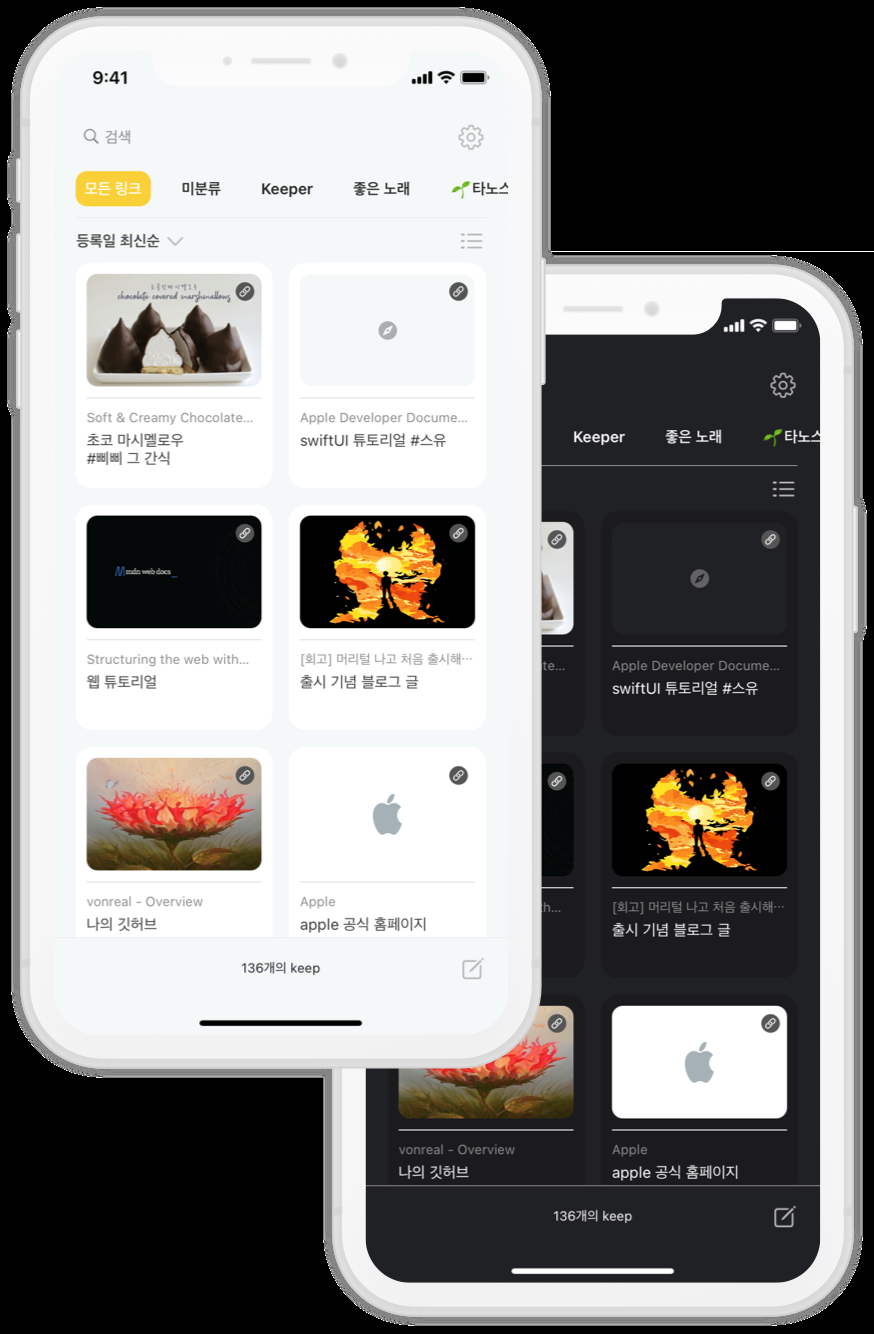 9:41
검색
모든 링크
미분류
Keeper
좋은 노래
🌱타노스
등록일 최신순
chocolate covered marshmallows
Soft & Creamy Chocolate...
초코 마시멜로우
#삐삐 그 간식
Apple Developer Docume...
swiftUI 튜토리얼 #스유
mdn web docs_
Structuring the web with...
웹 튜토리얼
[회고] 머리털 나고 처음 출시해...
출시 기념 블로그 글
vonreal - Overview
나의 깃허브
Apple
apple 공식 홈페이지
136개의 keep
Keeper
좋은 노래
🌱타노스
te...
Apple Developer Docume...
swiftUI 튜토리얼 #스유
th...
[회고] 머리털 나고 처음 출시해...
출시 기념 블로그 글
vonreal - Overview
나의 깃허브
Apple
apple 공식 홈페이지
136개의 keep